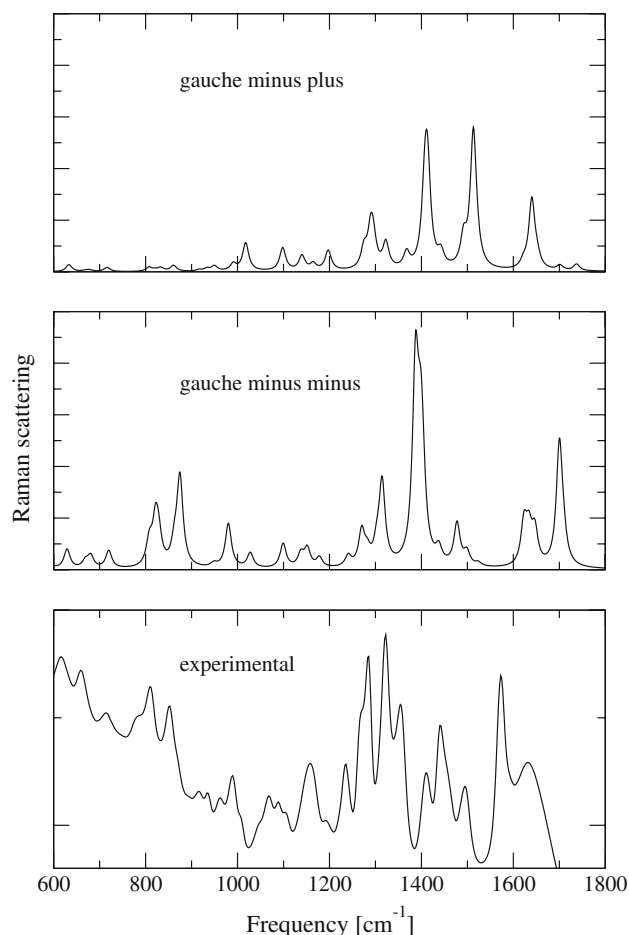 gauche minus plus
gauche minus minus
Raman scattering
experimental
600 800 1000 1200 1400 1600 1800
Frequency [cm⁻¹]